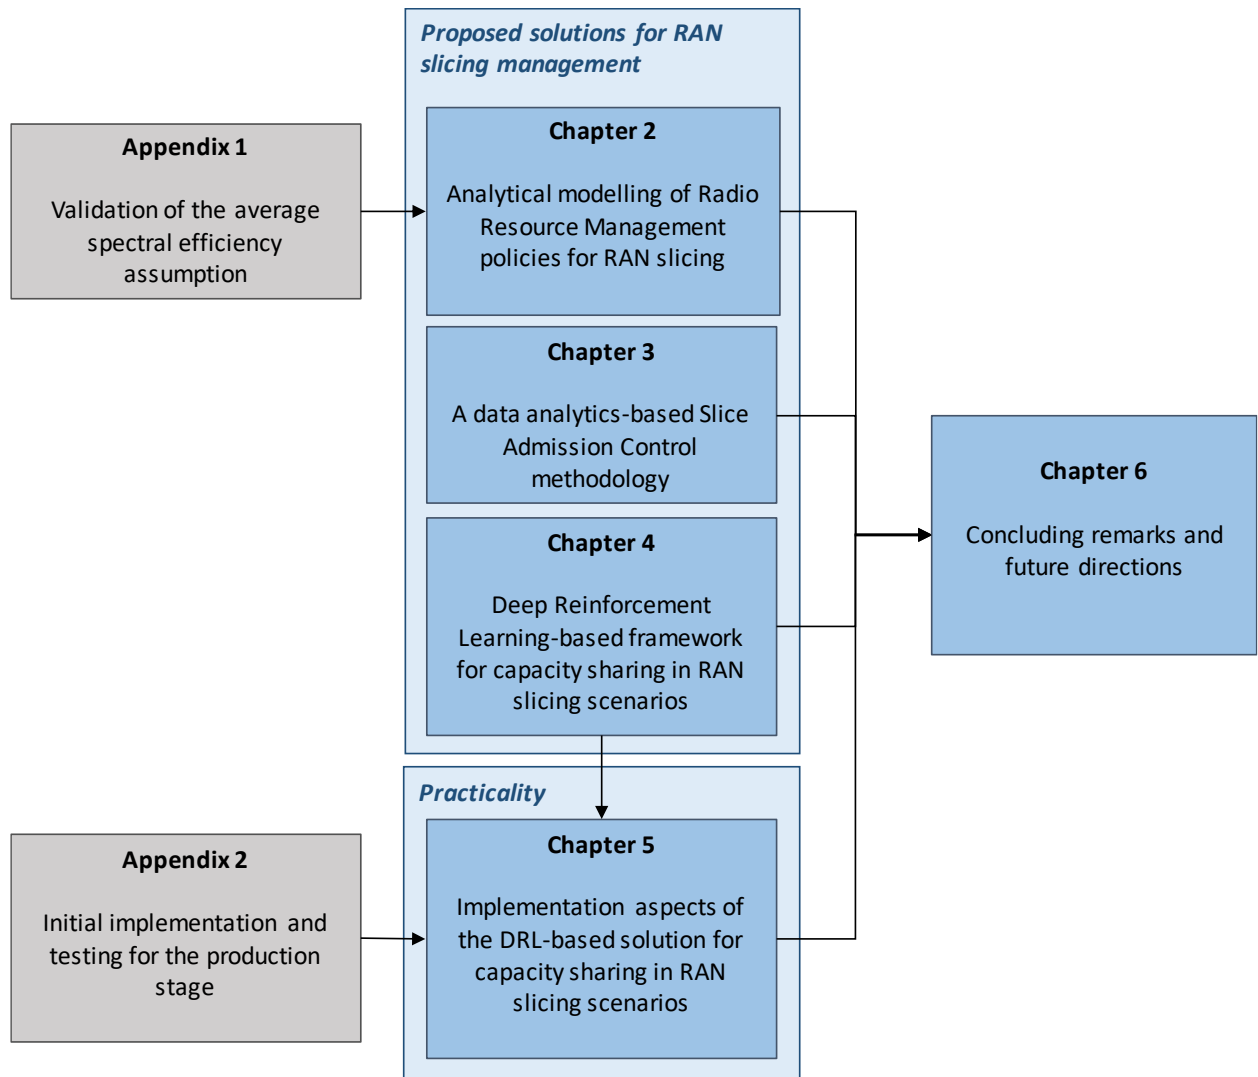 Proposed solutions for RAN
slicing management
Appendix 1
Validation of the average
spectral efficiency
assumption
Chapter 2
Analytical modelling of Radio
Resource Management
policies for RAN slicing
Chapter 3
A data analytics-based Slice
Admission Control
methodology
Chapter 4
Deep Reinforcement
Learning-based framework
for capacity sharing in RAN
slicing scenarios
Chapter 6
Concluding remarks and
future directions
Practicality
Appendix 2
Initial implementation and
testing for the production
stage
Chapter 5
Implementation aspects of
the DRL-based solution for
capacity sharing in RAN
slicing scenarios